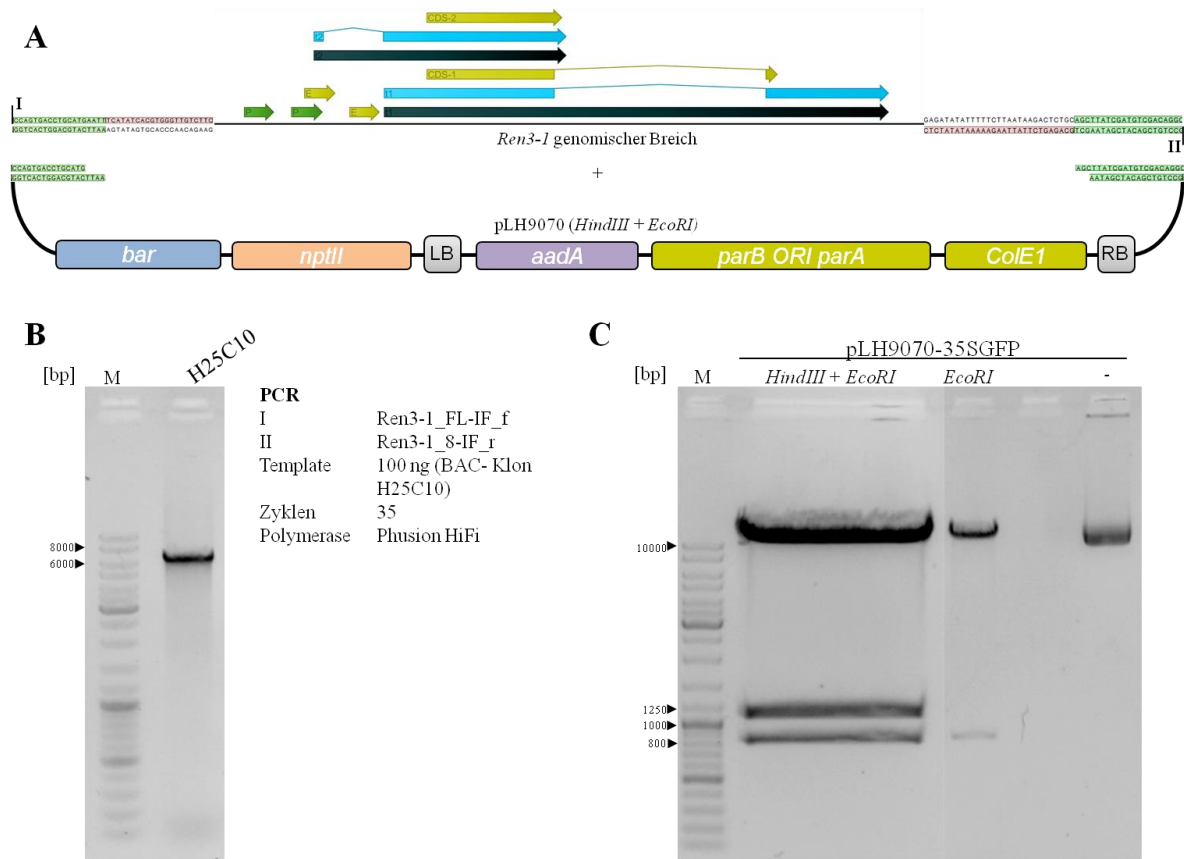 A
CDS-2
I2
I2
CDS-1
E
I1
P
P
E
I1
I
CCAGTGACCTGCATGAATTTCATATCACGTGGGTTGTCTTC
GGTCACTGGACGTACTTAAAGTATAGTGCACCCAACAGAAG
GAGATATATTTTTCTTAATAAGACTCTGCAGCTTATCGATGTCGACAGGC
CTCTATATAAAAAGAATTATTCTGAGACGTCGAATAGCTACAGCTGTCCG
II
Ren3-1 genomischer Breich
CCAGTGACCTGCATG
GGTCACTGGACGTACTTAA
+
AGCTTATCGATGTCGACAGGC
AATAGCTACAGCTGTCCG
pLH9070 (HindIII + EcoRI)
bar
nptII
LB
aadA
parB ORI parA
ColE1
RB
B
[bp]
M
H25C10
8000
6000
PCR
I Ren3-1_FL-IF_f
II Ren3-1_8-IF_r
Template 100 ng (BAC- Klon
H25C10)
Zyklen 35
Polymerase Phusion HiFi
C
pLH9070-35SGFP
[bp]
M
HindIII + EcoRI
EcoRI
-
10000
1250
1000
800